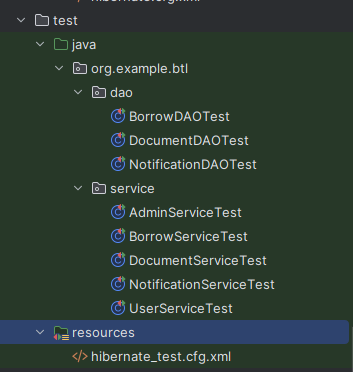 test
java
org.example.btl
dao
BorrowDAOTest
DocumentDAOTest
NotificationDAOTest
service
AdminServiceTest
BorrowServiceTest
DocumentServiceTest
NotificationServiceTest
UserServiceTest
resources
</> hibernate_test.cfg.xml